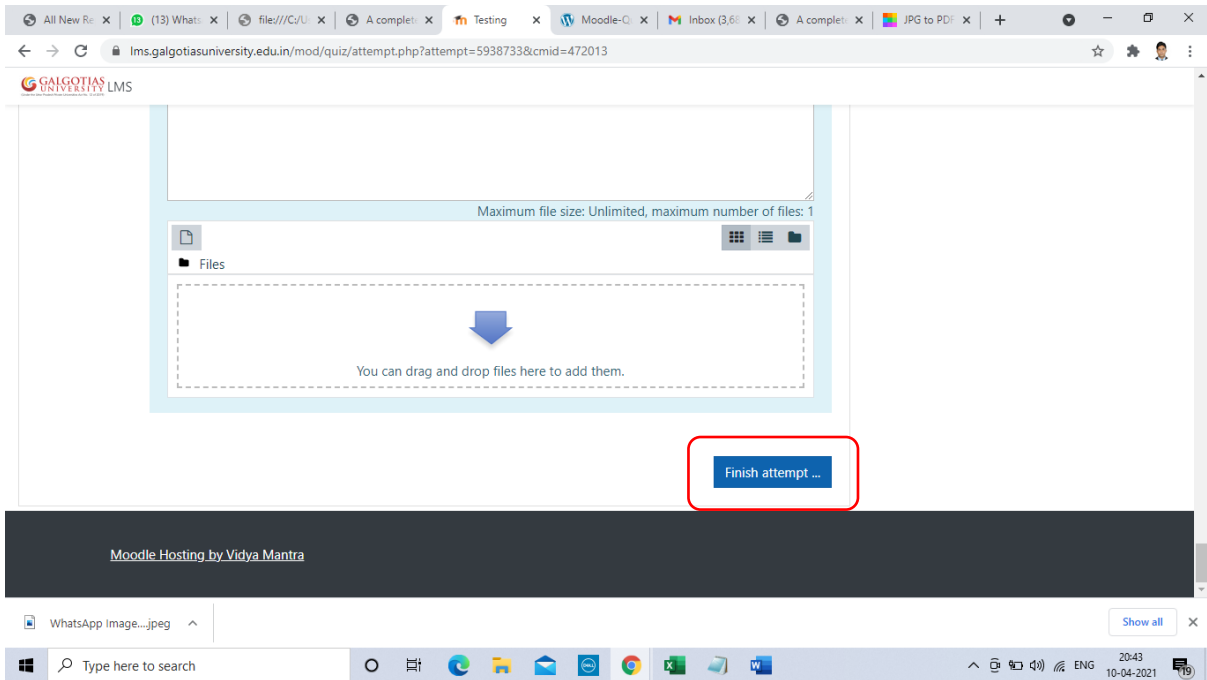 All New Re
(13) Whats
file:///C:/U
A complete
Testing
Moodle-Q
Inbox (3,68
A complete
JPG to PDF
lms.galgotiasuniversity.edu.in/mod/quiz/attempt.php?attempt=5938733&cmid=472013
GALGOTIAS
UNIVERSITY LMS
Maximum file size: Unlimited, maximum number of files: 1
Files
You can drag and drop files here to add them.
Finish attempt ...
Moodle Hosting by Vidya Mantra
WhatsApp Image....jpeg
Show all
Type here to search
DELL
ENG
20:43
10-04-2021
19